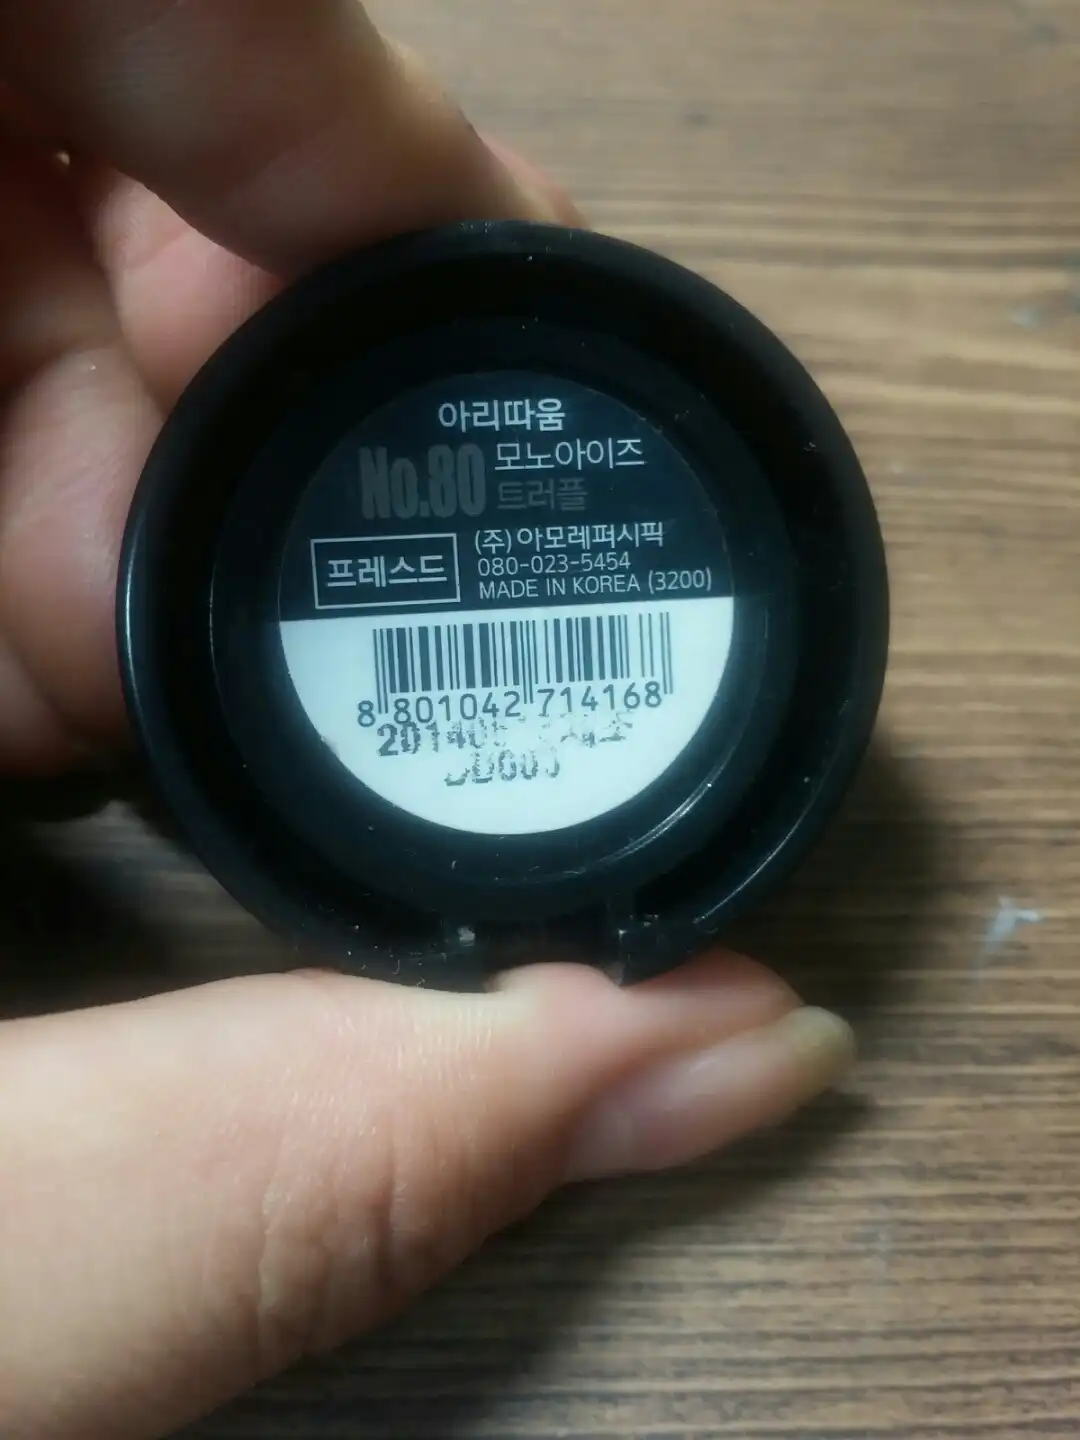 아리따움
No.80 모노아이즈
트러플
프레스드
(주)아모레퍼시픽
080-023-5454
MADE IN KOREA (3200)
8 801042 714168